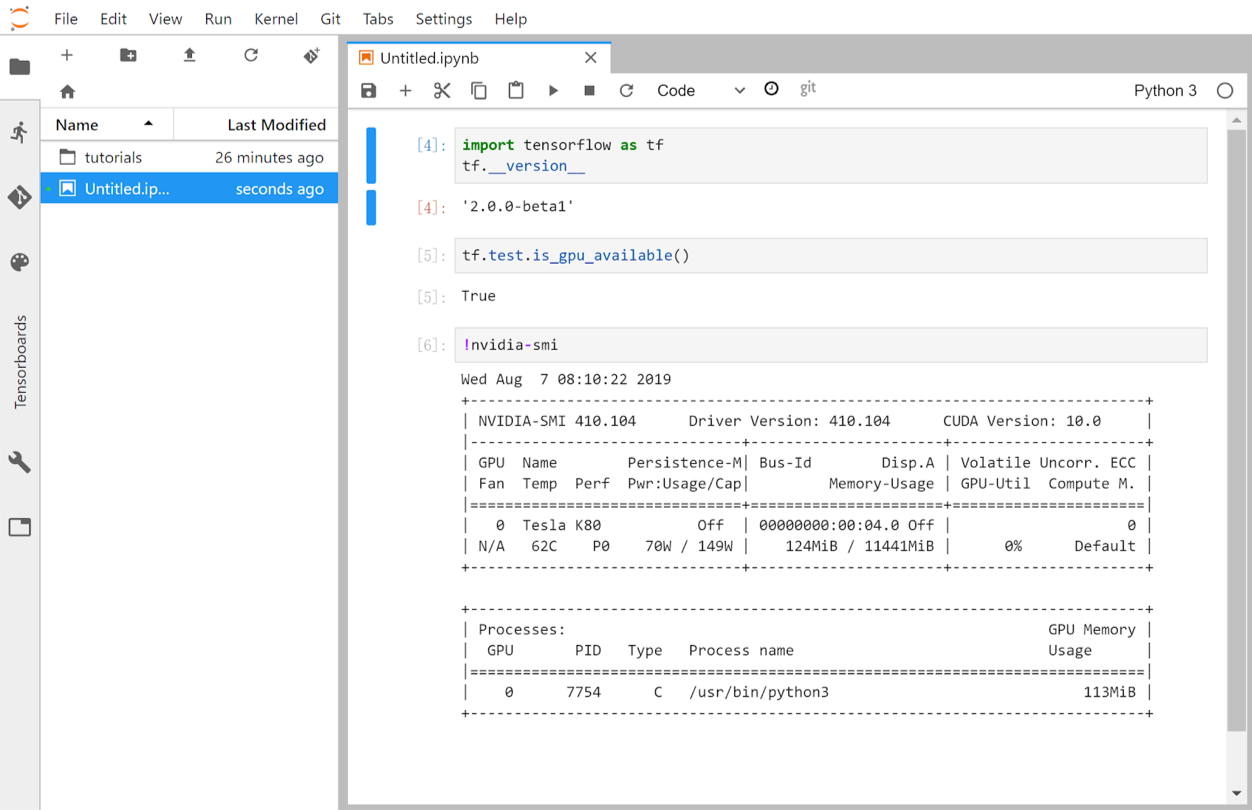 File Edit View Run Kernel Git Tabs Settings Help
Name Last Modified
tutorials 26 minutes ago
Untitled.ip... seconds ago
Tensorboards
Untitled.ipynb
Code git Python 3
[4]: import tensorflow as tf
tf.__version__
[4]: '2.0.0-beta1'
[5]: tf.test.is_gpu_available()
[5]: True
[6]: !nvidia-smi
Wed Aug  7 08:10:22 2019
+-----------------------------------------------------------------------------+
| NVIDIA-SMI 410.104      Driver Version: 410.104      CUDA Version: 10.0     |
|-------------------------------+----------------------+----------------------+
| GPU  Name        Persistence-M| Bus-Id        Disp.A | Volatile Uncorr. ECC |
| Fan  Temp  Perf  Pwr:Usage/Cap|         Memory-Usage | GPU-Util  Compute M. |
|===============================+======================+======================|
|   0  Tesla K80           Off  | 00000000:00:04.0 Off |                    0 |
| N/A   62C    P0    70W / 149W |    124MiB / 11441MiB |      0%      Default |
+-------------------------------+----------------------+----------------------+
+-----------------------------------------------------------------------------+
| Processes:                                                       GPU Memory |
|  GPU       PID   Type   Process name                             Usage      |
|=============================================================================|
|    0      7754      C   /usr/bin/python3                             113MiB |
+-----------------------------------------------------------------------------+